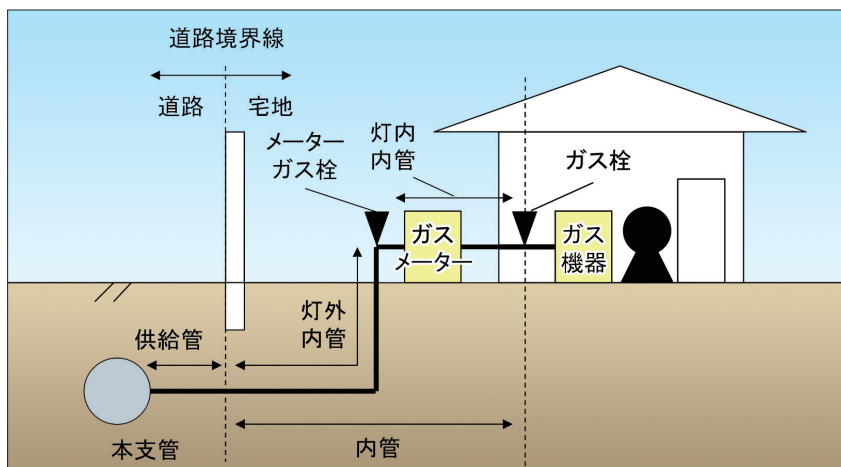 道路境界線
道路
宅地
メーター
ガス栓
灯内
内管
ガス栓
ガス
メーター
ガス
機器
灯外
内管
供給管
本支管
内管